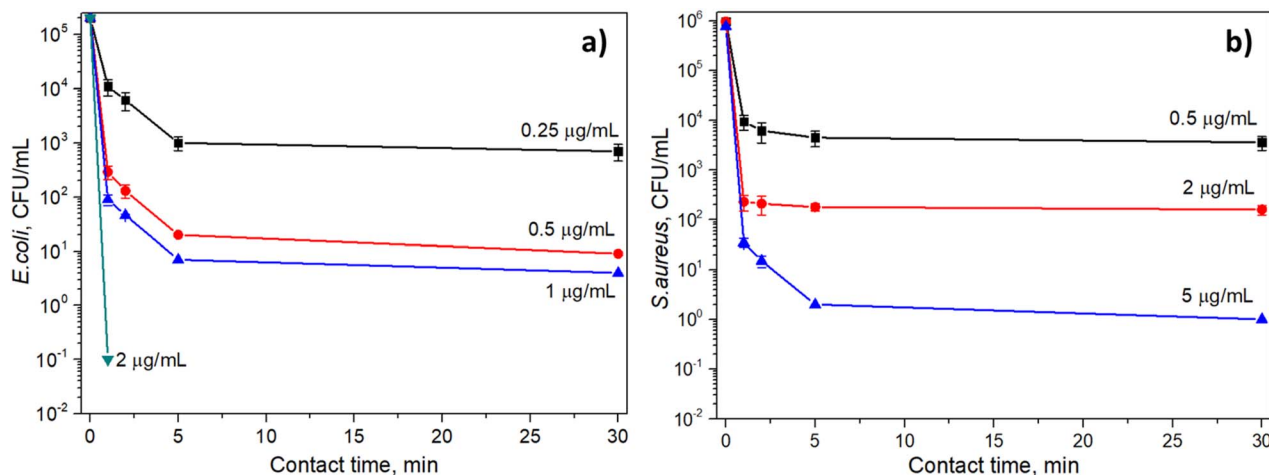 a)
E.coli, CFU/mL
10^5
10^4
10^3
10^2
10^1
10^0
10^-1
10^-2
0.25 μg/mL
0.5 μg/mL
1 μg/mL
2 μg/mL
0 5 10 15 20 25 30
Contact time, min
b)
S.aureus, CFU/mL
10^6
10^5
10^4
10^3
10^2
10^1
10^0
10^-1
10^-2
0.5 μg/mL
2 μg/mL
5 μg/mL
0 5 10 15 20 25 30
Contact time, min